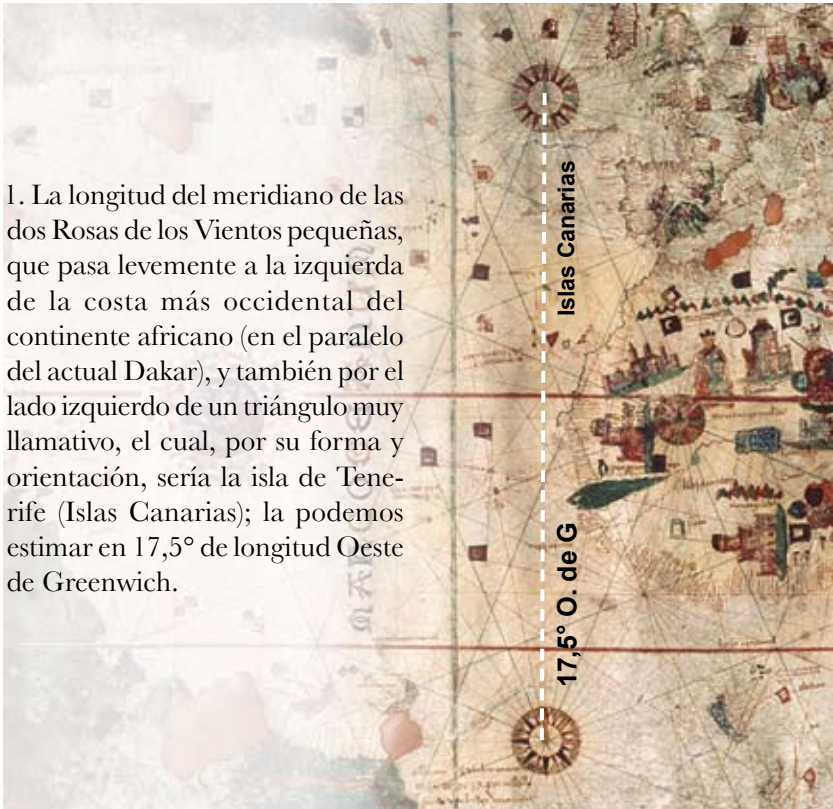 1. La longitud del meridiano de las
dos Rosas de los Vientos pequeñas,
que pasa levemente a la izquierda
de la costa más occidental del
continente africano (en el paralelo
del actual Dakar), y también por el
lado izquierdo de un triángulo muy
llamativo, el cual, por su forma y
orientación, sería la isla de Tene-
rife (Islas Canarias); la podemos
estimar en 17,5° de longitud Oeste
de Greenwich.
Islas Canarias
17,5° O. de G